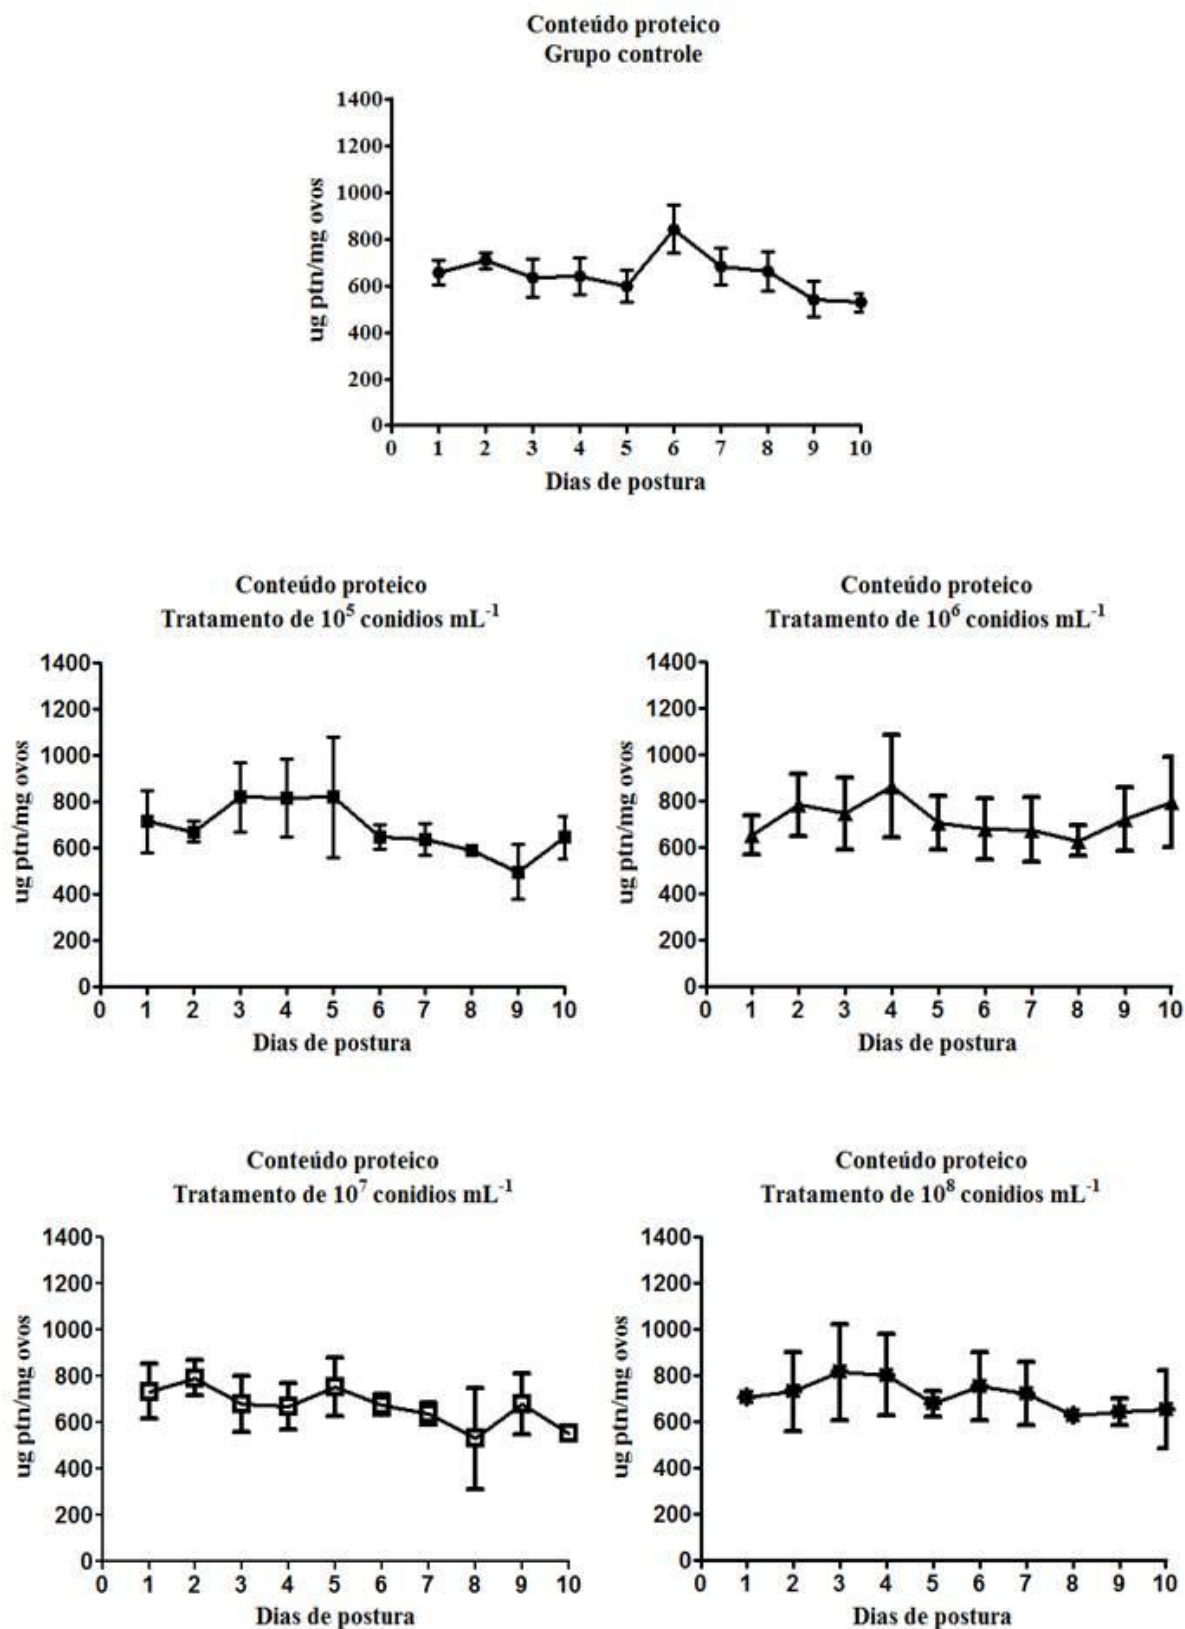 Conteúdo proteico
Grupo controle
1400
1200
1000
800
600
400
200
0
ug ptn/mg ovos
0 1 2 3 4 5 6 7 8 9 10
Dias de postura
Conteúdo proteico
Tratamento de 10⁵ conidios mL⁻¹
1400
1200
1000
800
600
400
200
0
ug ptn/mg ovos
0 1 2 3 4 5 6 7 8 9 10
Dias de postura
Conteúdo proteico
Tratamento de 10⁶ conidios mL⁻¹
1400
1200
1000
800
600
400
200
0
ug ptn/mg ovos
0 1 2 3 4 5 6 7 8 9 10
Dias de postura
Conteúdo proteico
Tratamento de 10⁷ conidios mL⁻¹
1400
1200
1000
800
600
400
200
0
ug ptn/mg ovos
0 1 2 3 4 5 6 7 8 9 10
Dias de postura
Conteúdo proteico
Tratamento de 10⁸ conidios mL⁻¹
1400
1200
1000
800
600
400
200
0
ug ptn/mg ovos
0 1 2 3 4 5 6 7 8 9 10
Dias de postura